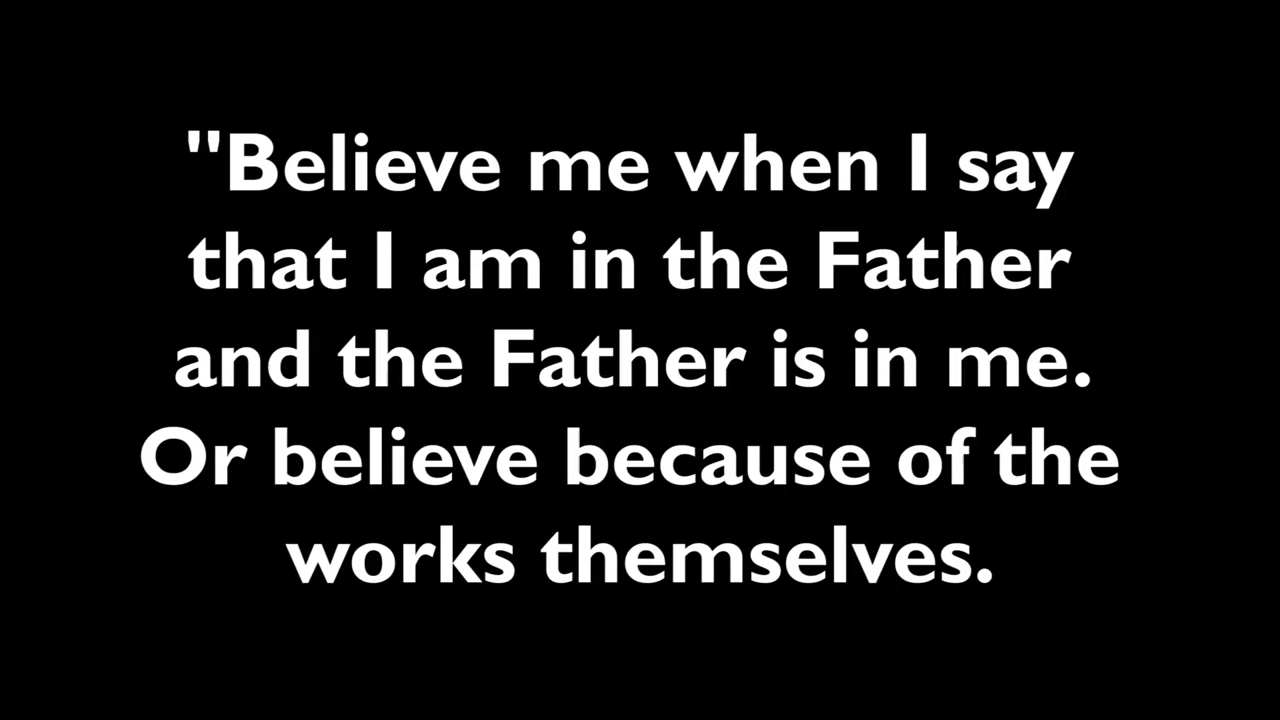 "Believe me when I say
that I am in the Father
and the Father is in me.
Or believe because of the
works themselves.